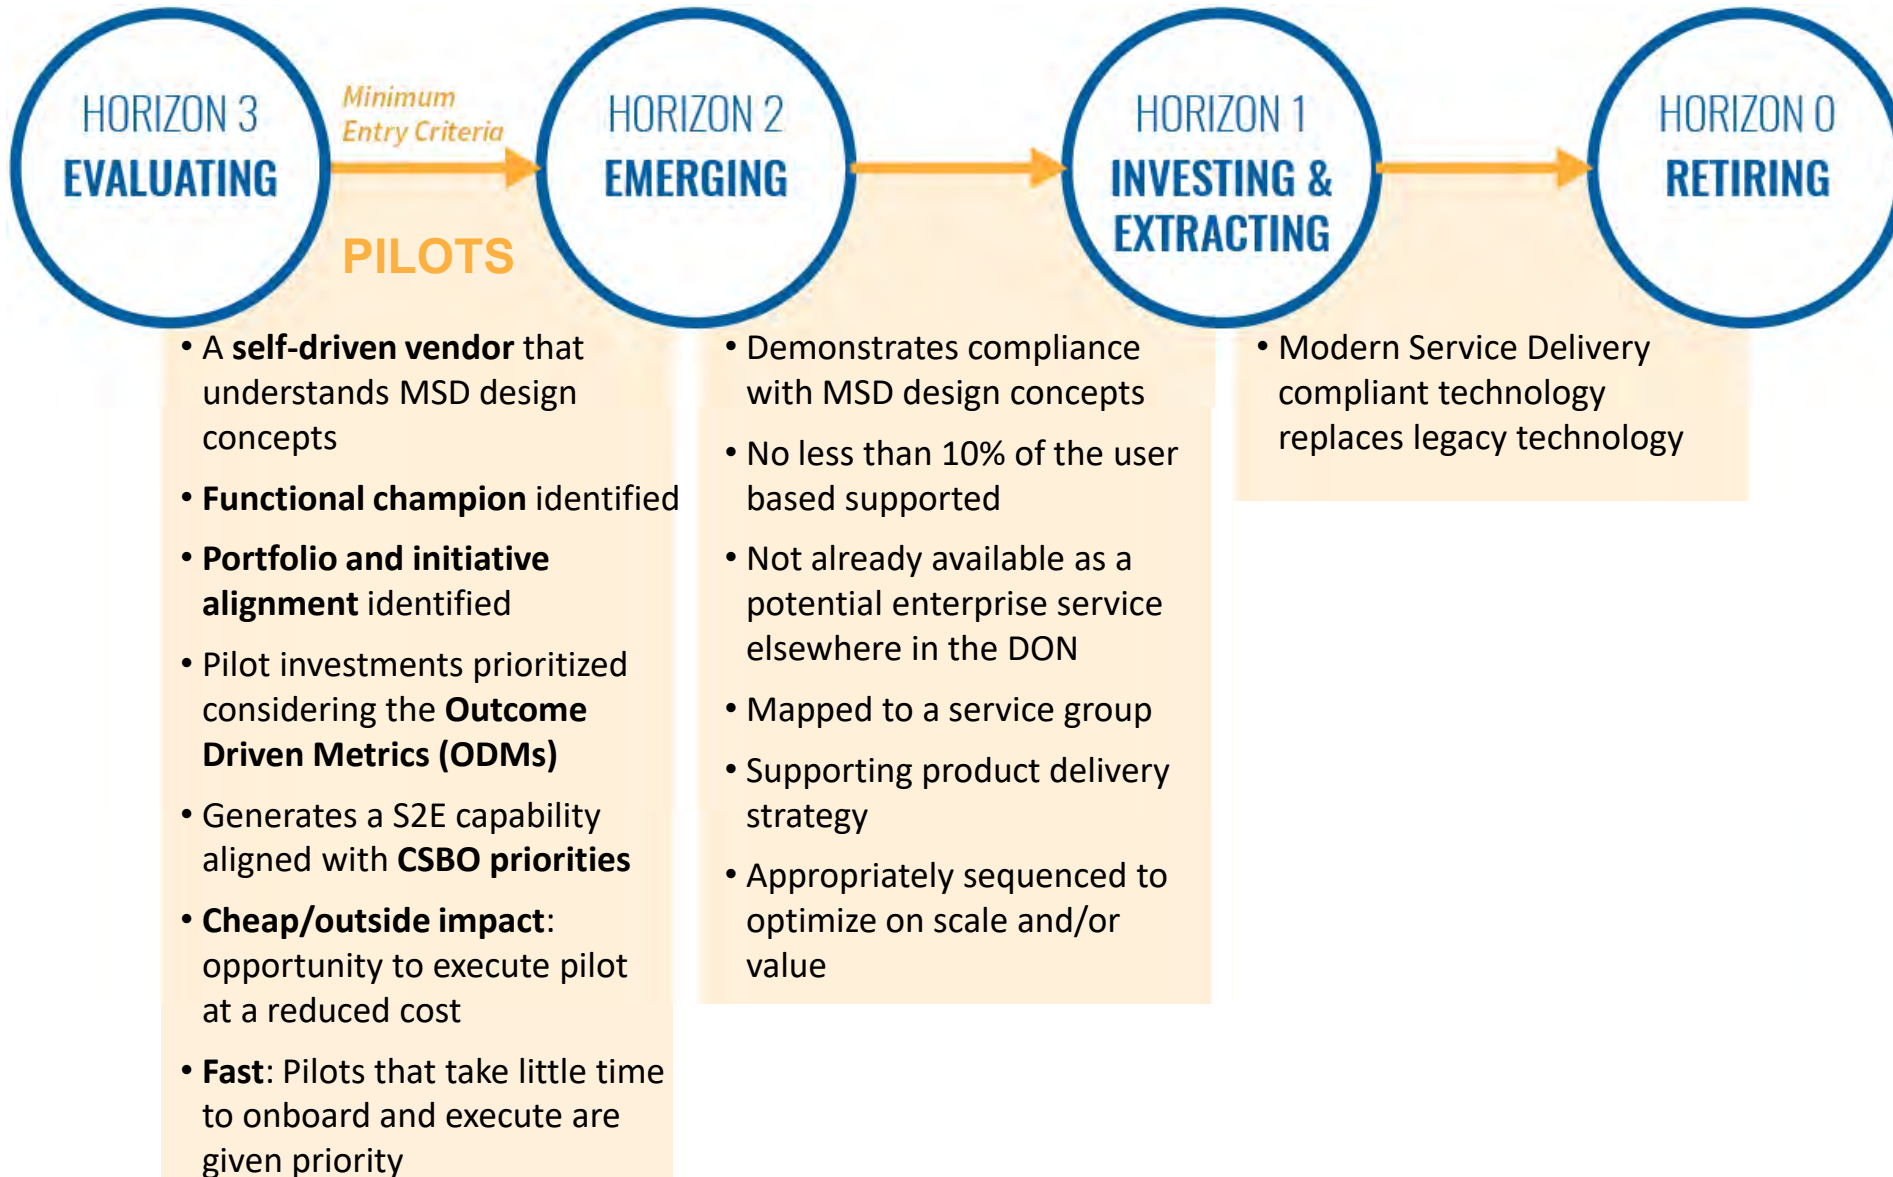 HORIZON 3
EVALUATING
Minimum
Entry Criteria
PILOTS
HORIZON 2
EMERGING
HORIZON 1
INVESTING &
EXTRACTING
HORIZON 0
RETIRING
• A self-driven vendor that
understands MSD design
concepts
• Functional champion identified
• Portfolio and initiative
alignment identified
• Pilot investments prioritized
considering the Outcome
Driven Metrics (ODMs)
• Generates a S2E capability
aligned with CSBO priorities
• Cheap/outside impact:
opportunity to execute pilot
at a reduced cost
• Fast: Pilots that take little time
to onboard and execute are
given priority
• Demonstrates compliance
with MSD design concepts
• No less than 10% of the user
based supported
• Not already available as a
potential enterprise service
elsewhere in the DON
• Mapped to a service group
• Supporting product delivery
strategy
• Appropriately sequenced to
optimize on scale and/or
value
• Modern Service Delivery
compliant technology
replaces legacy technology